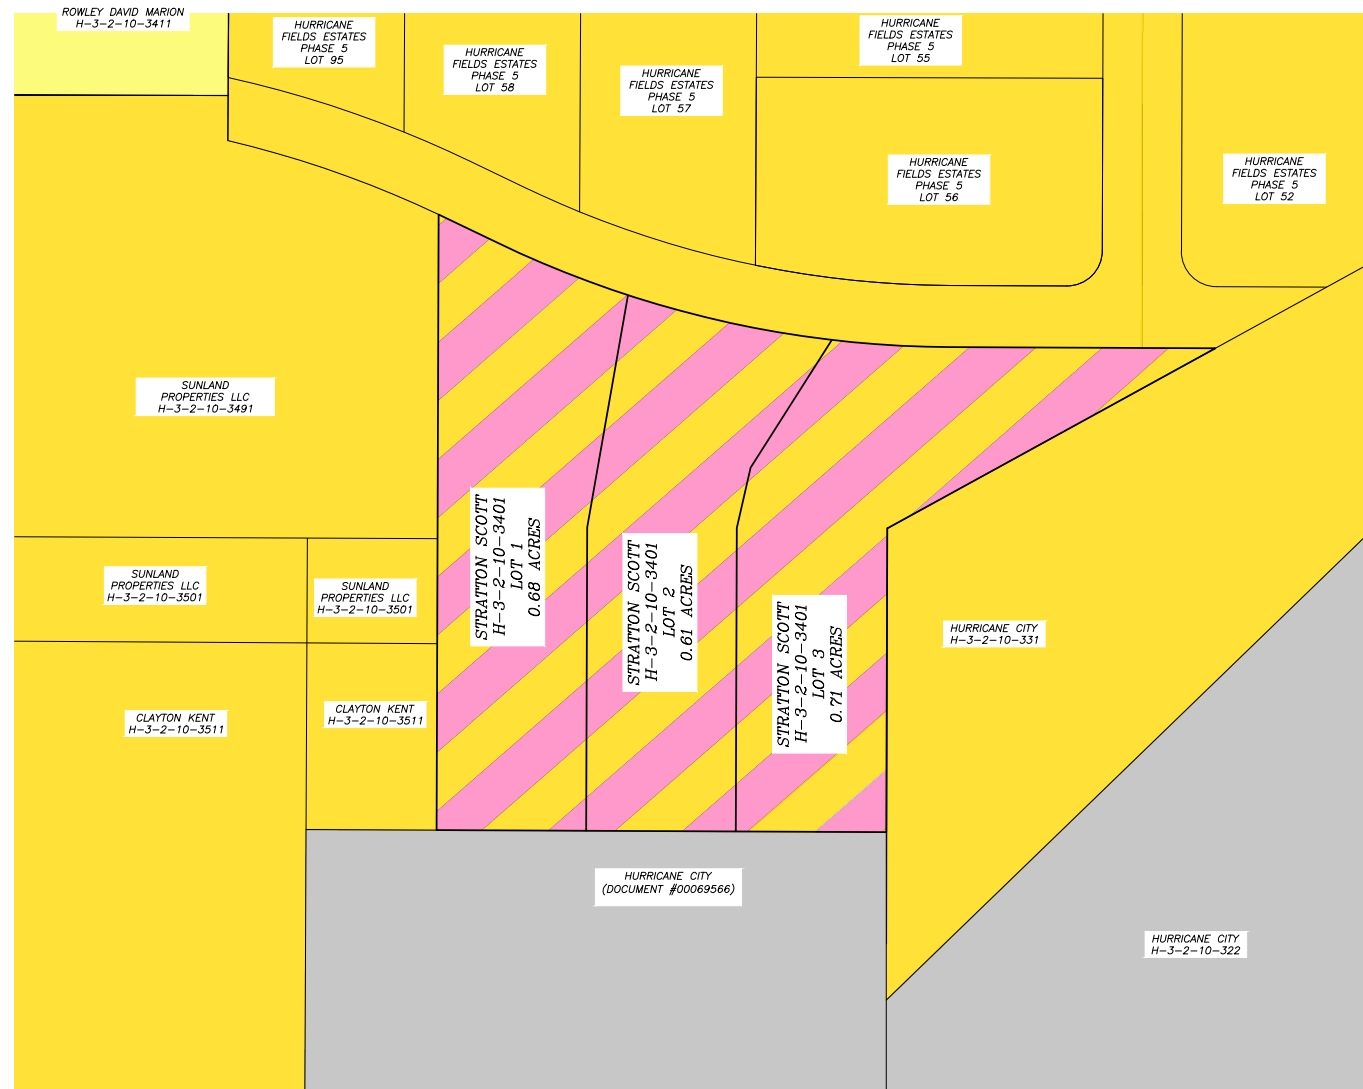 ROWLEY DAVID MARION
H-3-2-10-3411
HURRICANE
FIELDS ESTATES
PHASE 5
LOT 95
HURRICANE
FIELDS ESTATES
PHASE 5
LOT 58
HURRICANE
FIELDS ESTATES
PHASE 5
LOT 57
HURRICANE
FIELDS ESTATES
PHASE 5
LOT 55
HURRICANE
FIELDS ESTATES
PHASE 5
LOT 56
HURRICANE
FIELDS ESTATES
PHASE 5
LOT 52
SUNLAND
PROPERTIES LLC
H-3-2-10-3491
SUNLAND
PROPERTIES LLC
H-3-2-10-3501
SUNLAND
PROPERTIES LLC
H-3-2-10-3501
STRATTON SCOTT
H-3-2-10-3401
LOT 1
0.68 ACRES
STRATTON SCOTT
H-3-2-10-3401
LOT 2
0.61 ACRES
STRATTON SCOTT
H-3-2-10-3401
LOT 3
0.71 ACRES
HURRICANE CITY
H-3-2-10-331
CLAYTON KENT
H-3-2-10-3511
CLAYTON KENT
H-3-2-10-3511
HURRICANE CITY
(DOCUMENT #00069566)
HURRICANE CITY
H-3-2-10-322